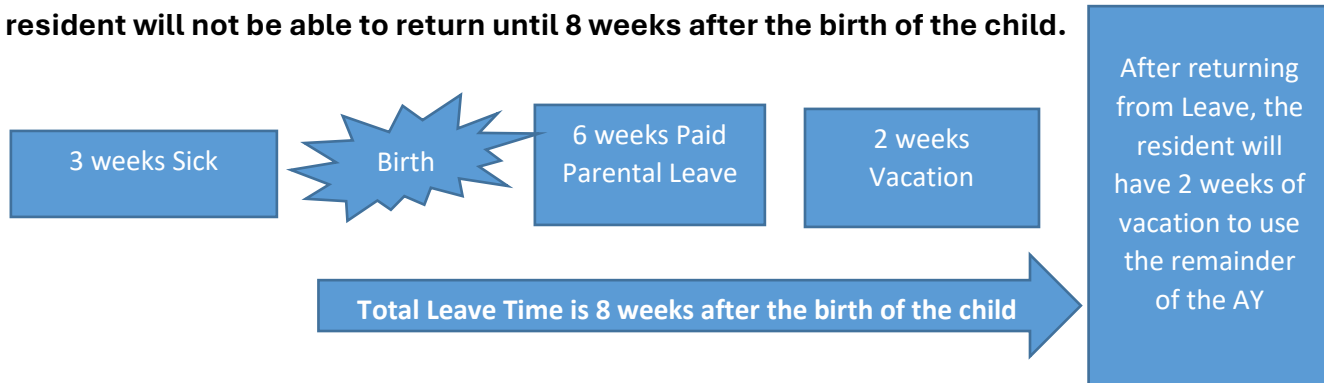 resident will not be able to return until 8 weeks after the birth of the child.
3 weeks Sick
Birth
6 weeks Paid
Parental Leave
2 weeks
Vacation
After returning
from Leave, the
resident will
have 2 weeks of
vacation to use
the remainder
of the AY
Total Leave Time is 8 weeks after the birth of the child